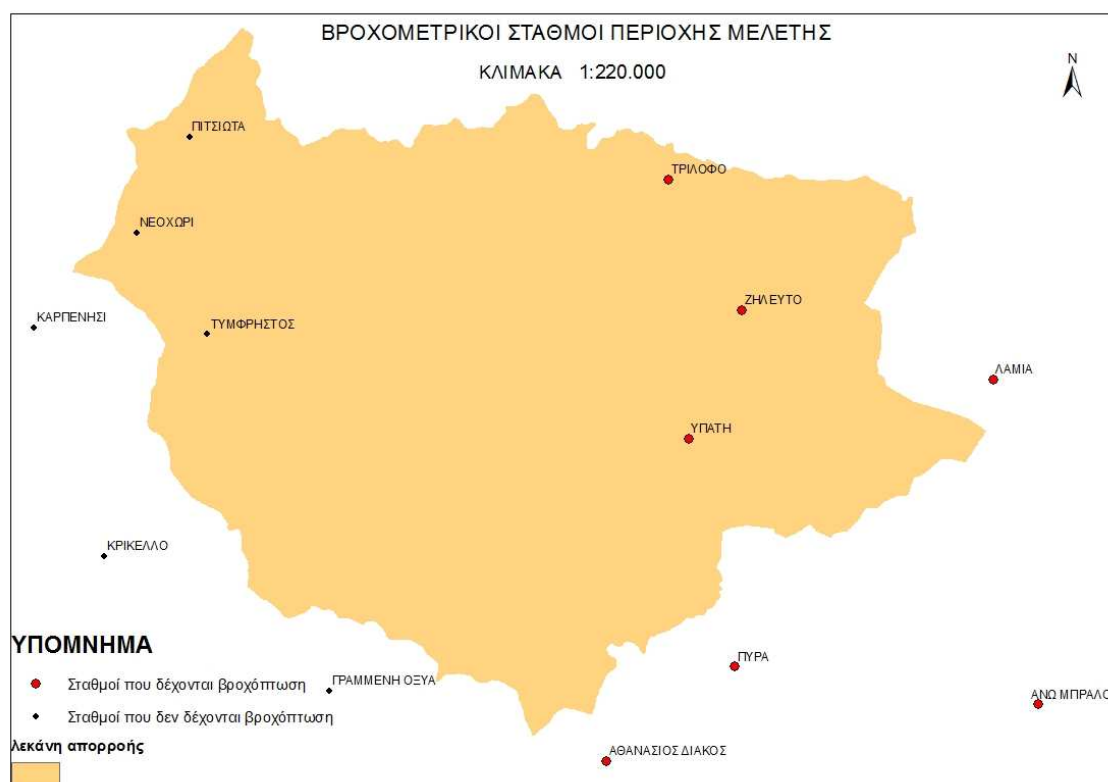 ΒΡΟΧΟΜΕΤΡΙΚΟΙ ΣΤΑΘΜΟΙ ΠΕΡΙΟΧΗΣ ΜΕΛΕΤΗΣ
ΚΛΙΜΑΚΑ 1:220.000
N
ΠΙΤΣΙΩΤΑ
ΤΡΙΛΟΦΟ
ΝΕΟΧΩΡΙ
ΖΗΛΕΥΤΟ
ΚΑΡΠΕΝΗΣΙ
ΤΥΜΦΡΗΣΤΟΣ
ΛΑΜΙΑ
ΥΠΑΤΗ
ΚΡΙΚΕΛΛΟ
ΠΥΡΑ
ΓΡΑΜΜΕΝΗ ΟΞΥΑ
ΑΝΩ ΜΠΡΑΛΟ
ΑΘΑΝΑΣΙΟΣ ΔΙΑΚΟΣ
ΥΠΟΜΝΗΜΑ
Σταθμοί που δέχονται βροχόπτωση
Σταθμοί που δεν δέχονται βροχόπτωση
λεκάνη απορροής